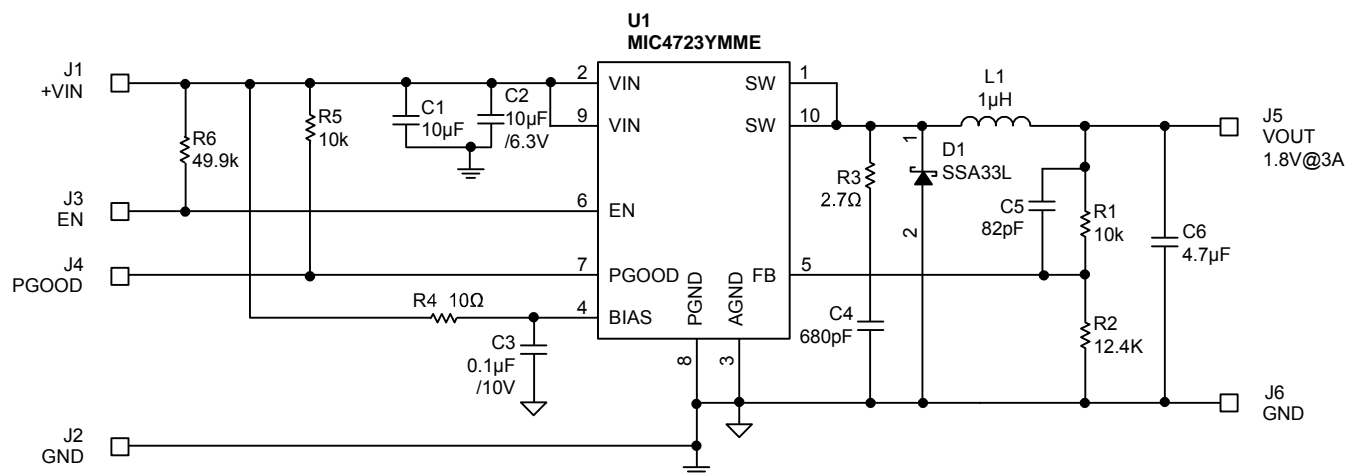 U1
MIC4723YMME
J1
+VIN
J3
EN
J4
PGOOD
J2
GND
R6
49.9k
R5
10k
C1
10µF
C2
10µF
/6.3V
R4 10Ω
C3
0.1µF
/10V
2
VIN
9
VIN
6
EN
7
PGOOD
4
BIAS
PGND
8
AGND
3
SW
1
SW
10
FB
5
R3
2.7Ω
C4
680pF
1
D1
SSA33L
2
L1
1µH
C5
82pF
R1
10k
R2
12.4K
C6
4.7µF
J5
VOUT
1.8V@3A
J6
GND